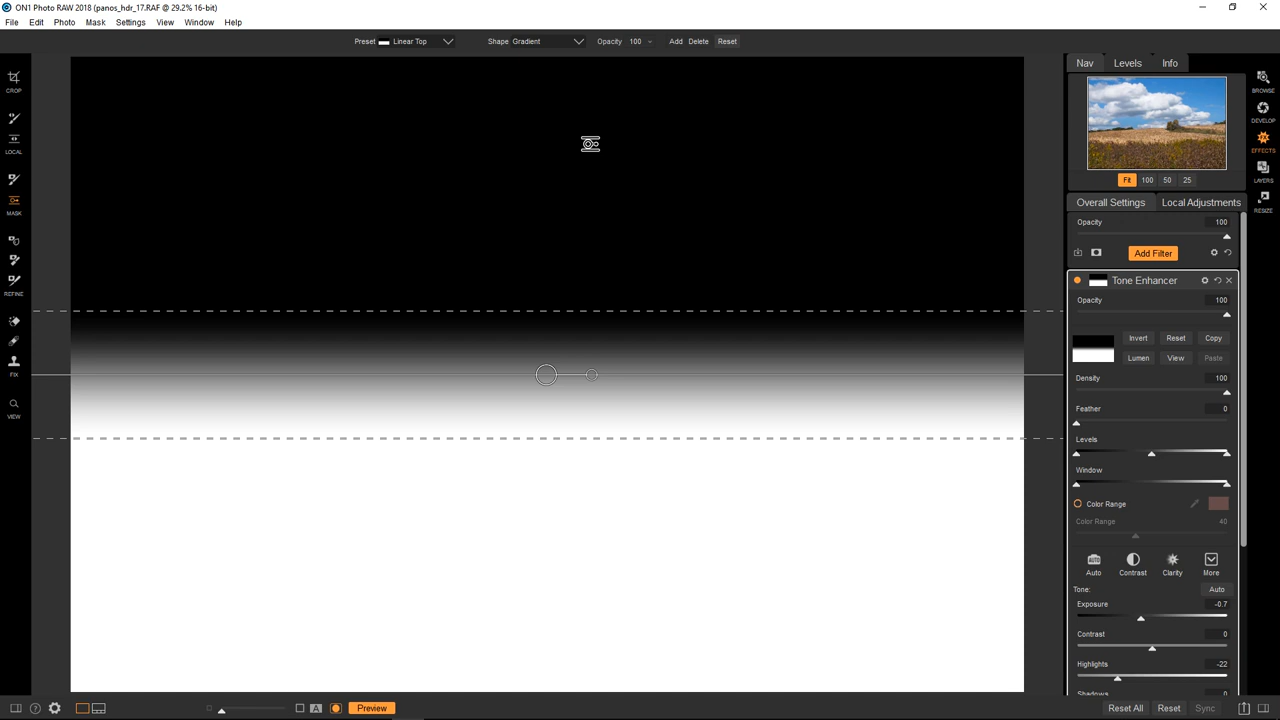 ON1 Photo RAW 2018 (panos_hdr_17.RAF @ 29.2% 16-bit)
File Edit Photo Mask Settings View Window Help
Preset Linear Top Shape Gradient Opacity 100 Add Delete Reset
CROP
LOCAL
MASK
REFINE
FIX
VIEW
Nav Levels Info
Fit 100 50 25
BROWSE
DEVELOP
EFFECTS
LAYERS
RESIZE
Overall Settings Local Adjustments
Opacity 100
Add Filter
Tone Enhancer
Opacity 100
Invert Reset Copy
Lumen View Paste
Density 100
Feather 0
Levels
Window
Color Range
Color Range 40
AUTO
Auto Contrast Clarity More
Tone: Auto
Exposure -0.7
Contrast 0
Highlights -22
Shadows 0
A Preview
Reset All Reset Sync